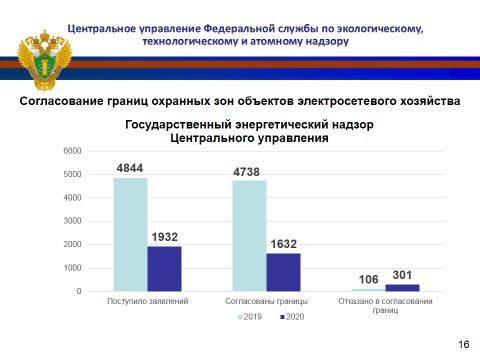 Центральное управление Федеральной службы по экологическому,
технологическому и атомному надзору
Согласование границ охранных зон объектов электросетевого хозяйства
Государственный энергетический надзор
Центрального управления
6000
5000
4000
3000
2000
1000
0
4844
1932
4738
1632
106
301
Поступило заявлений
Согласованы границы
Отказано в согласовании
границ
2019
2020
16